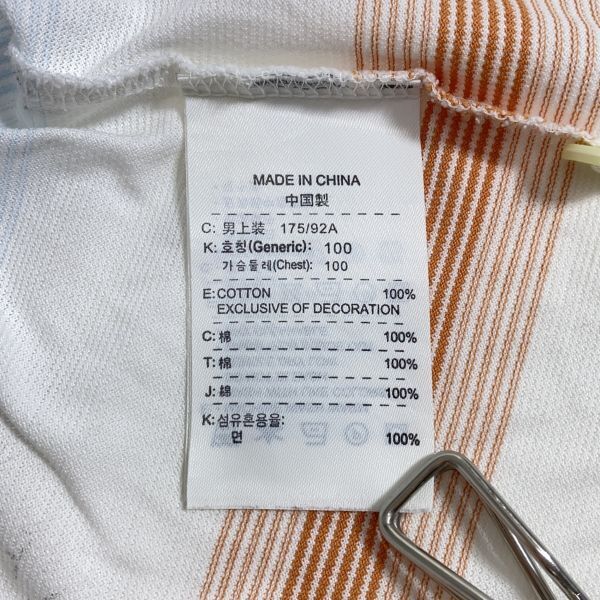 MADE IN CHINA
中国製
C: 男上装 175/92A
K: 호칭(Generic): 100
가슴둘레(Chest): 100
E: COTTON 100%
EXCLUSIVE OF DECORATION
C: 棉 100%
T: 棉 100%
J: 綿 100%
K: 섬유혼용율:
면 100%